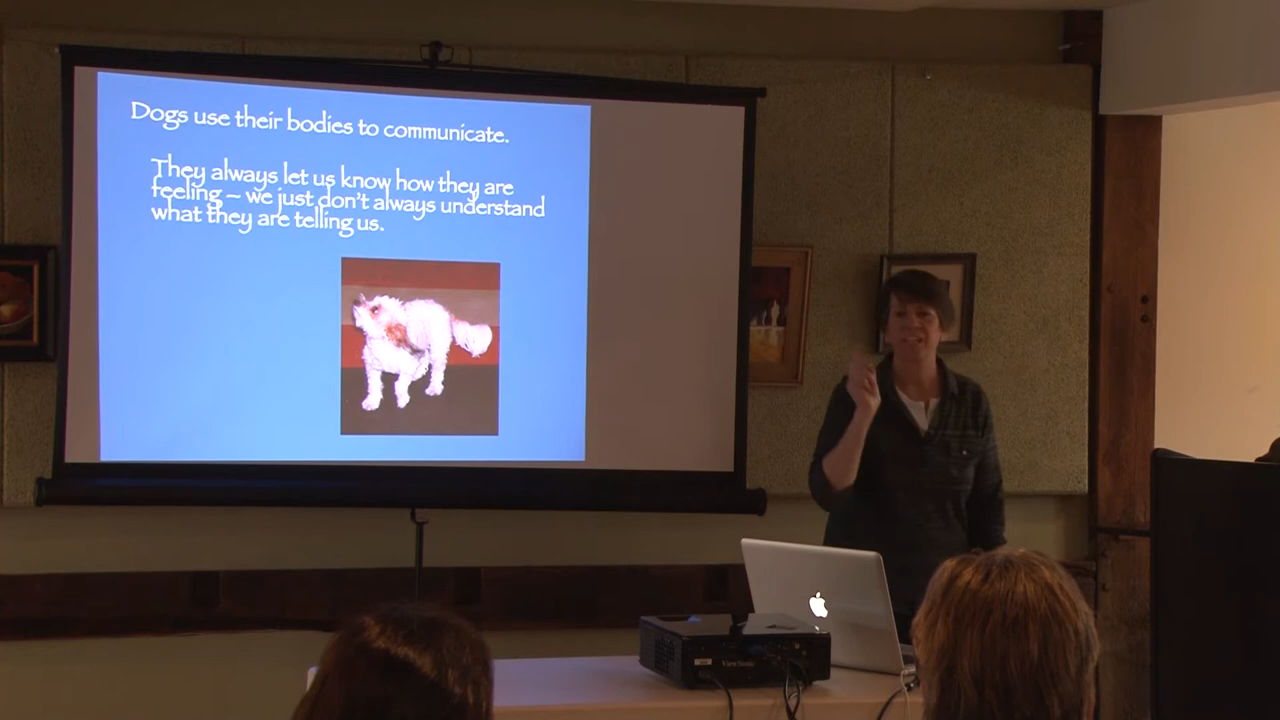 Dogs use their bodies to communicate.
They always let us know how they are
feeling – we just don't always understand
what they are telling us.
ViewSonic